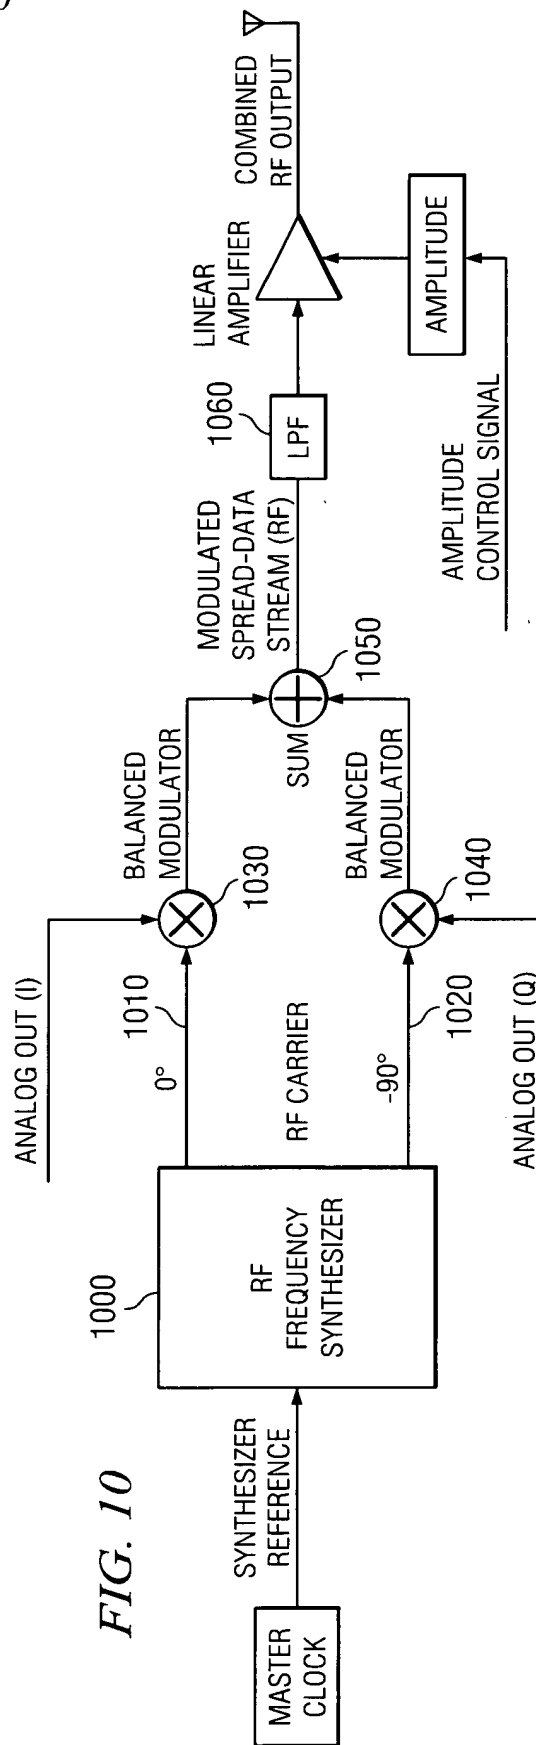 FIG. 10
MASTER
CLOCK
SYNTHESIZER
REFERENCE
1000
RF
FREQUENCY
SYNTHESIZER
ANALOG OUT (I)
0°
1010
RF CARRIER
-90°
1020
ANALOG OUT (Q)
BALANCED
MODULATOR
1030
BALANCED
MODULATOR
1040
SUM
1050
MODULATED
SPREAD-DATA
STREAM (RF)
1060
LPF
LINEAR
AMPLIFIER
AMPLITUDE
CONTROL SIGNAL
AMPLITUDE
COMBINED
RF OUTPUT